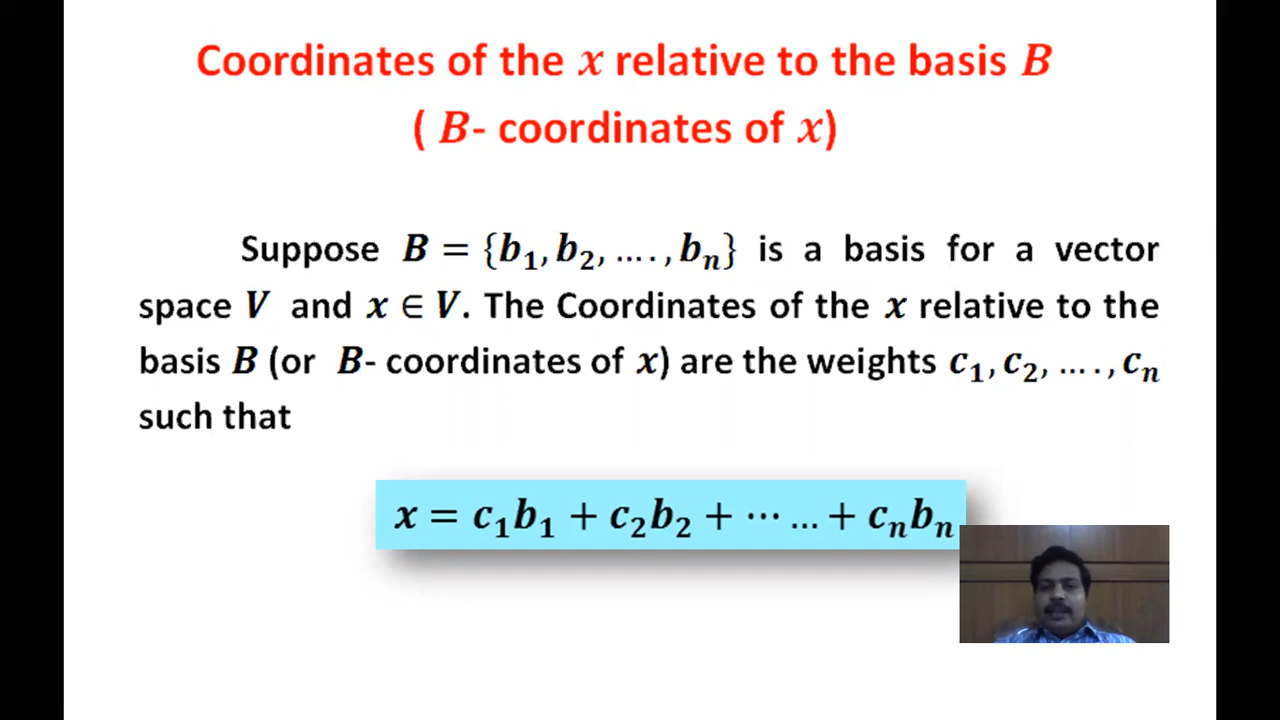 Coordinates of the x relative to the basis B
( B- coordinates of x)
Suppose B = {b₁, b₂, … . , bₙ} is a basis for a vector
space V and x ∈ V. The Coordinates of the x relative to the
basis B (or B- coordinates of x) are the weights c₁, c₂, … . , cₙ
such that
x = c₁b₁ + c₂b₂ + ⋯ … + cₙbₙ